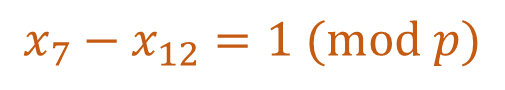 x₇ − x₁₂ = 1 (mod p)